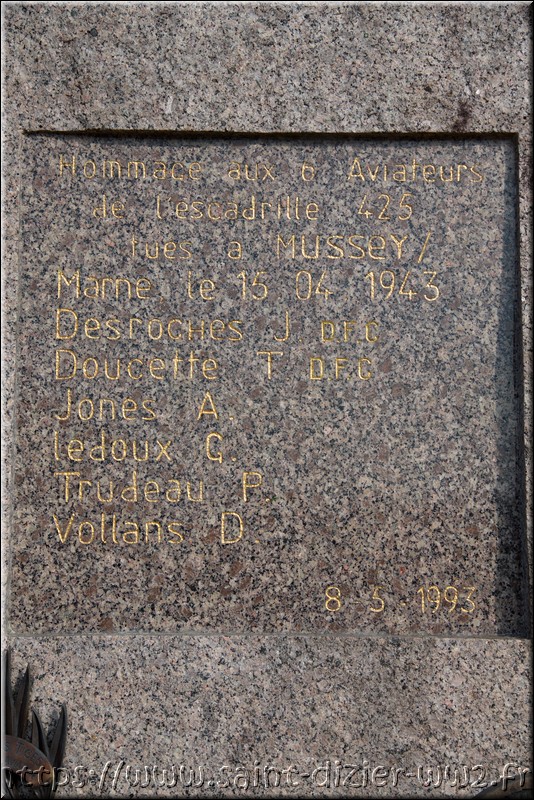 Hommage aux 6 Aviateurs
de l'escadrille 425
tues a MUSSEY/
Marne, le 15 04 1943
Desroches J DFC
Doucette T DFC
Jones A.
ledoux G.
Trudeau P.
Vollans D.
8-5-1993
https://www.saint-dizier-ww2.fr